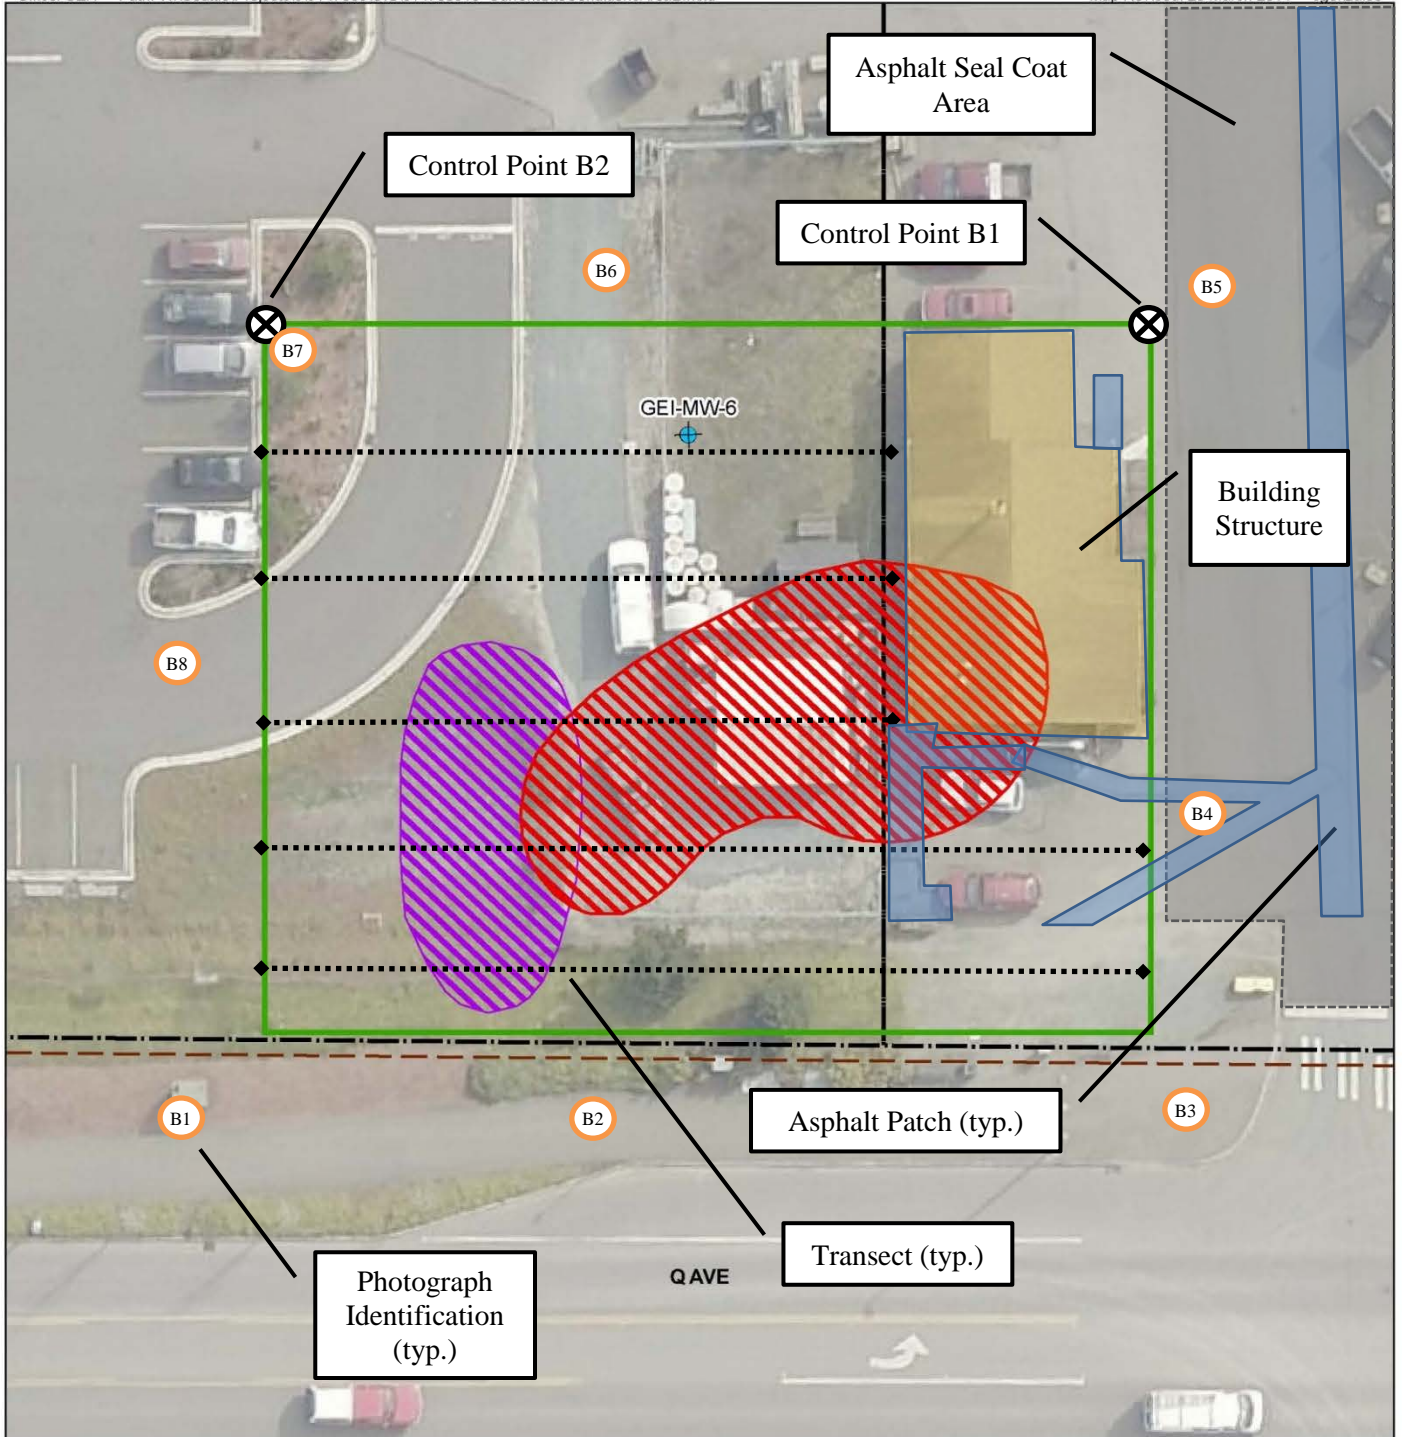 Asphalt Seal Coat
Area
Control Point B2
Control Point B1
B6
B5
B7
GEI-MW-6
Building
Structure
B8
B4
B1
B2
B3
Asphalt Patch (typ.)
Transect (typ.)
Photograph
Identification
(typ.)
Q AVE